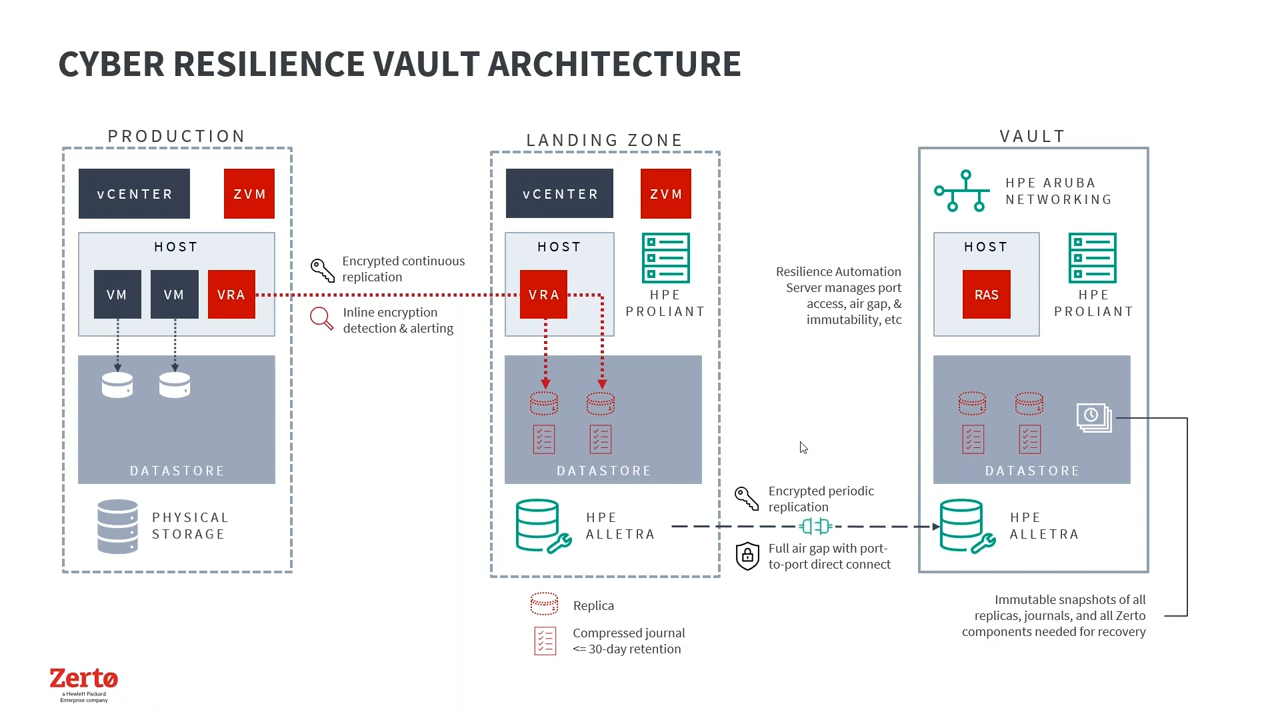 CYBER RESILIENCE VAULT ARCHITECTURE
PRODUCTION
vCENTER
ZVM
HOST
VM
VM
VRA
DATASTORE
PHYSICAL
STORAGE
Encrypted continuous
replication
Inline encryption
detection & alerting
LANDING ZONE
vCENTER
ZVM
HOST
VRA
HPE
PROLIANT
DATASTORE
HPE
ALLETRA
Replica
Compressed journal
<= 30-day retention
Resilience Automation
Server manages port
access, air gap, &
immutability, etc
Encrypted periodic
replication
Full air gap with port-
to-port direct connect
VAULT
HPE ARUBA
NETWORKING
HOST
RAS
HPE
PROLIANT
DATASTORE
HPE
ALLETRA
Immutable snapshots of all
replicas, journals, and all Zerto
components needed for recovery
Zerto
a Hewlett Packard
Enterprise company